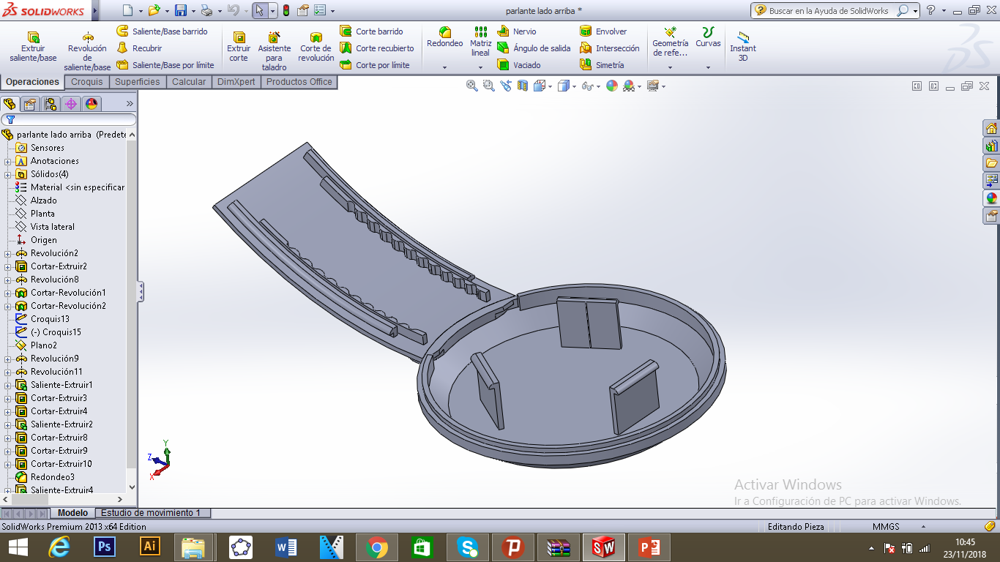 SOLIDWORKS
parlante lado arriba *
Buscar en la Ayuda de SolidWorks
Extruir saliente/base
Revolución de saliente/base
Saliente/Base barrido
Recubrir
Saliente/Base por límite
Extruir corte
Asistente para taladro
Corte de revolución
Corte barrido
Corte recubierto
Corte por límite
Redondeo
Matriz lineal
Nervio
Ángulo de salida
Vaciado
Envolver
Intersección
Simetría
Geometría de refe...
Curvas
Instant 3D
Operaciones
Croquis
Superficies
Calcular
DimXpert
Productos Office
parlante lado arriba (Predete
Sensores
Anotaciones
Sólidos(4)
Material <sin especificar
Alzado
Planta
Vista lateral
Origen
Revolución2
Cortar-Extruir2
Revolución8
Cortar-Revolución1
Cortar-Revolución2
Croquis13
(-) Croquis15
Plano2
Revolución9
Revolución11
Saliente-Extruir1
Cortar-Extruir3
Cortar-Extruir4
Saliente-Extruir2
Cortar-Extruir8
Cortar-Extruir9
Cortar-Extruir10
Redondeo3
Saliente-Extruir4
Y
Z
X
Activar Windows
Ir a Configuración de PC para activar Windows.
Modelo
Estudio de movimiento 1
SolidWorks Premium 2013 x64 Edition
Editando Pieza
MMGS
Ps
Ai
W
S
P
SW
P
10:45
23/11/2018